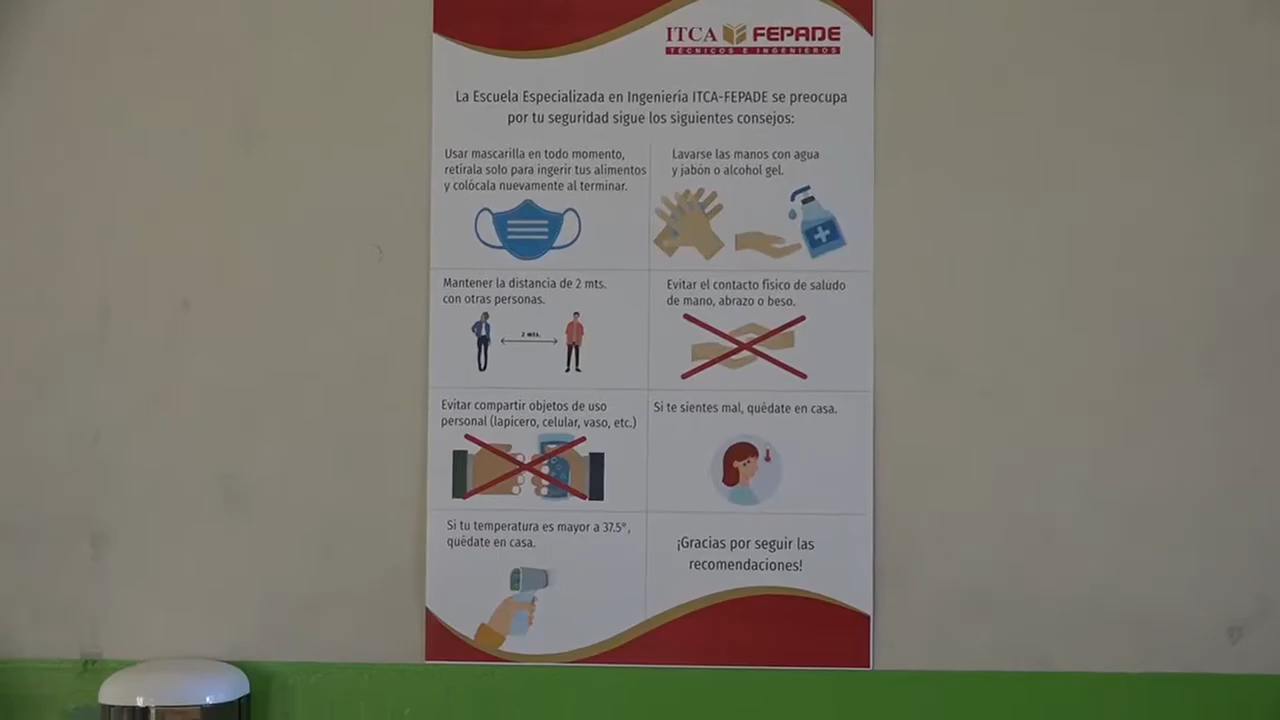 ITCA FEPADE
TÉCNICOS E INGENIEROS
La Escuela Especializada en Ingeniería ITCA-FEPADE se preocupa
por tu seguridad sigue los siguientes consejos:
Usar mascarilla en todo momento,
retírala solo para ingerir tus alimentos
y colócala nuevamente al terminar.
Lavarse las manos con agua
y jabón o alcohol gel.
Mantener la distancia de 2 mts.
con otras personas.
2 mts.
Evitar el contacto físico de saludo
de mano, abrazo o beso.
Evitar compartir objetos de uso
personal (lapicero, celular, vaso, etc.)
Si te sientes mal, quédate en casa.
Si tu temperatura es mayor a 37.5°,
quédate en casa.
¡Gracias por seguir las
recomendaciones!